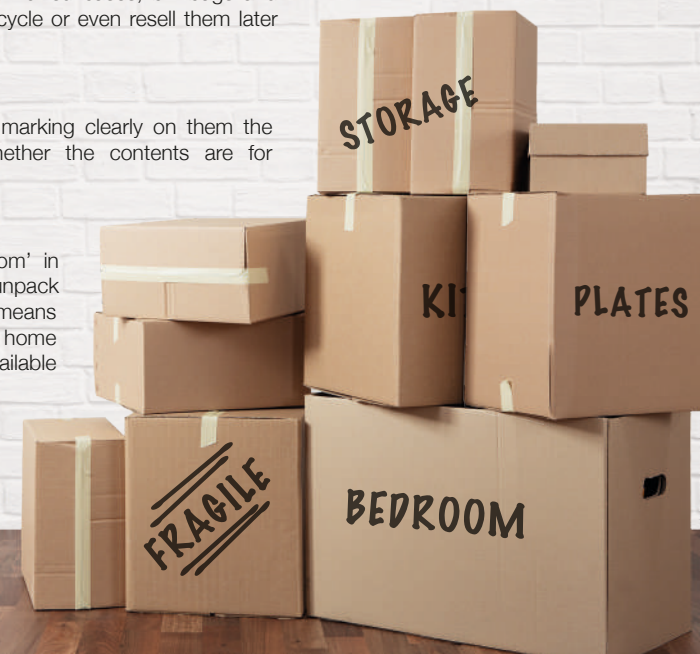 cycle or even resell them later
marking clearly on them the
hether the contents are for
om' in
unpack
means
home
ailable
STORAGE
KI
PLATES
FRAGILE
BEDROOM